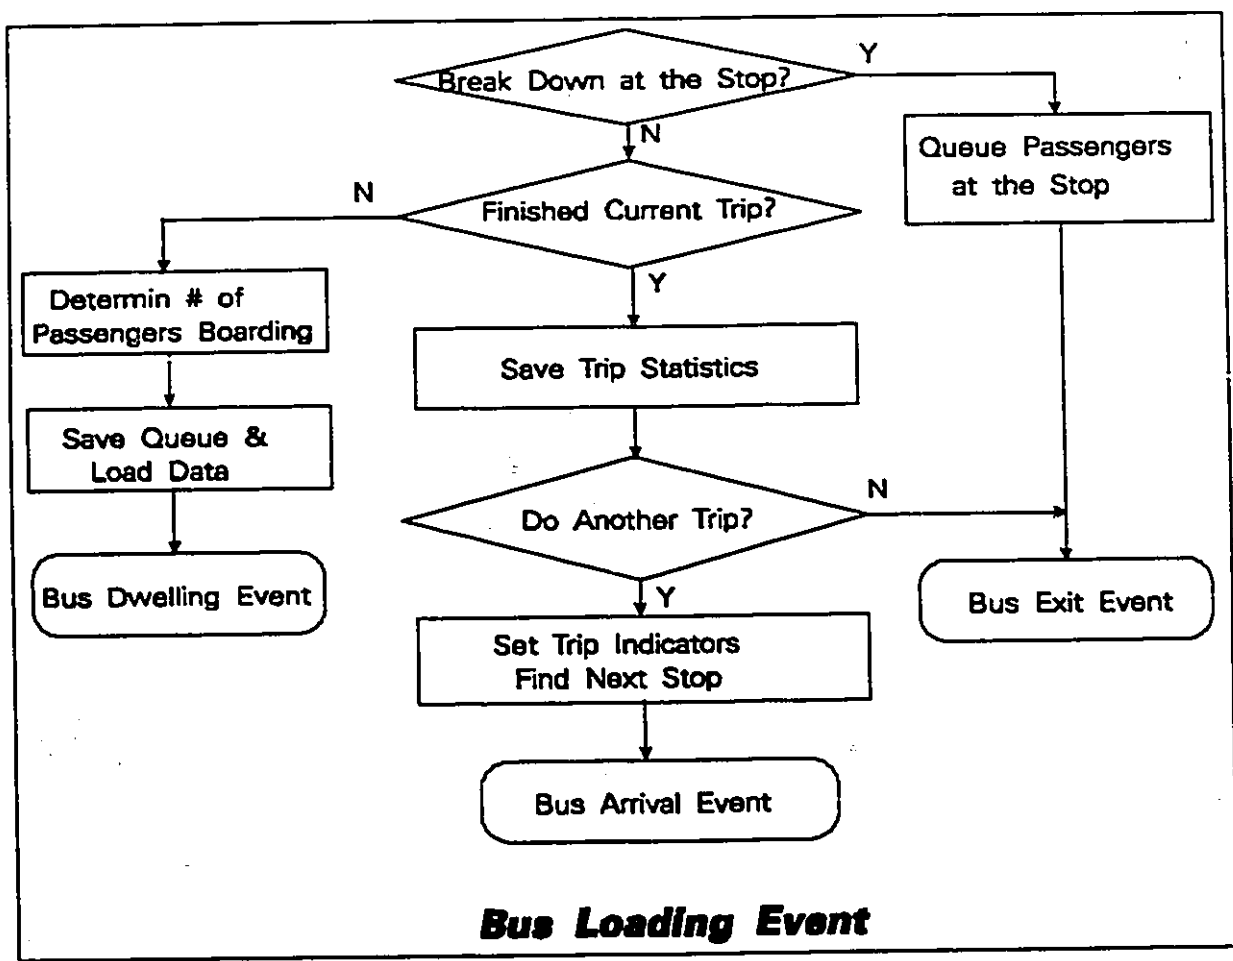 Break Down at the Stop?
Y
N
Queue Passengers
at the Stop
N
Finished Current Trip?
Y
Determin # of
Passengers Boarding
Save Trip Statistics
Save Queue &
Load Data
Do Another Trip?
N
Bus Dwelling Event
Y
Bus Exit Event
Set Trip Indicators
Find Next Stop
Bus Arrival Event
Bus Loading Event